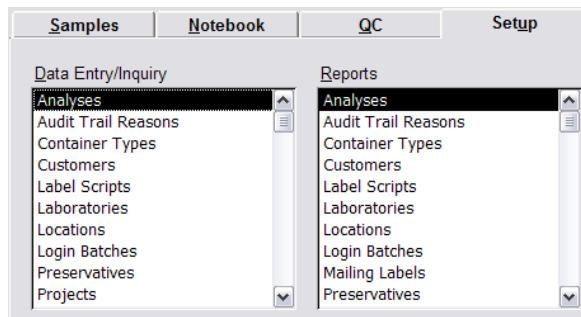 Samples Notebook QC Setup
Data Entry/Inquiry
Analyses
Audit Trail Reasons
Container Types
Customers
Label Scripts
Laboratories
Locations
Login Batches
Preservatives
Projects
Reports
Analyses
Audit Trail Reasons
Container Types
Customers
Label Scripts
Laboratories
Locations
Login Batches
Mailing Labels
Preservatives